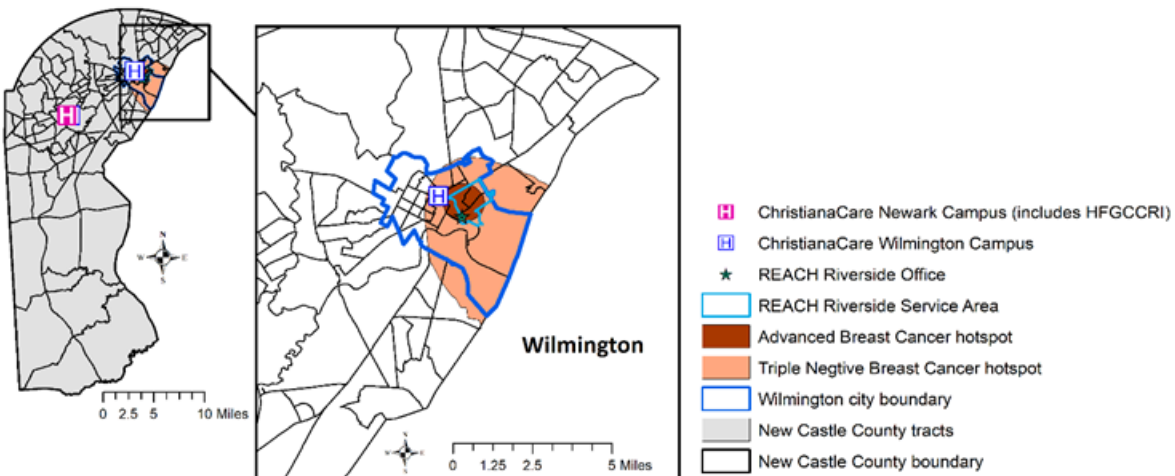 H
H
N
W E
S
0 2.5 5 10 Miles
H
Wilmington
N
W E
S
0 1.25 2.5 5 Miles
H ChristianaCare Newark Campus (includes HFGCCRI)
H ChristianaCare Wilmington Campus
REACH Riverside Office
REACH Riverside Service Area
Advanced Breast Cancer hotspot
Triple Negtive Breast Cancer hotspot
Wilmington city boundary
New Castle County tracts
New Castle County boundary